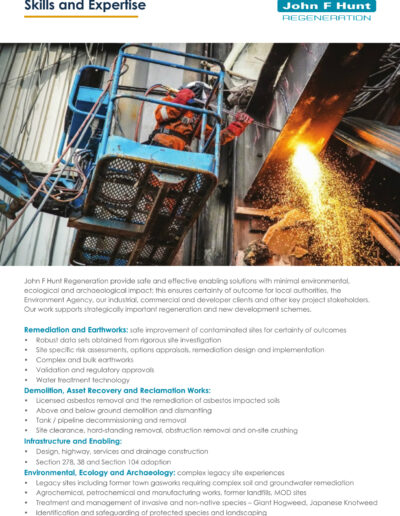 Skills and Expertise
John F Hunt
REGENERATION
John F Hunt Regeneration provide safe and effective enabling solutions with minimal environmental,
ecological and archaeological impact; this ensures certainty of outcome for local authorities, the
Environment Agency, our industrial, commercial and developer clients and other key project stakeholders.
Our work supports strategically important regeneration and new development schemes.
Remediation and Earthworks: safe improvement of contaminated sites for certainty of outcomes
• Robust data sets obtained from rigorous site investigation
• Site specific risk assessments, options appraisals, remediation design and implementation
• Complex and bulk earthworks
• Validation and regulatory approvals
• Water treatment technology
Demolition, Asset Recovery and Reclamation Works:
• Licensed asbestos removal and the remediation of asbestos impacted soils
• Above and below ground demolition and dismantling
• Tank / pipeline decommissioning and removal
• Site clearance, hard-standing removal, obstruction removal and on-site crushing
Infrastructure and Enabling:
• Design, highway, services and drainage construction
• Section 278, 38 and Section 104 adoption
Environmental, Ecology and Archaeology: complex legacy site experiences
• Legacy sites including former town gasworks requiring complex soil and groundwater remediation
• Agrochemical, petrochemical and manufacturing works, former landfills, MOD sites
• Treatment and management of invasive and non-native species – Giant Hogweed, Japanese Knotweed
• Identification and safeguarding of protected species and landscaping